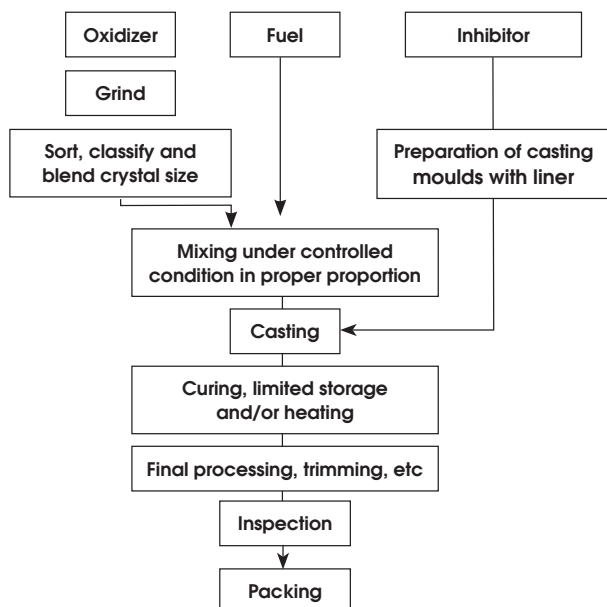 Oxidizer
Fuel
Inhibitor
Grind
Sort, classify and
blend crystal size
Preparation of casting
moulds with liner
Mixing under controlled
condition in proper proportion
Casting
Curing, limited storage
and/or heating
Final processing, trimming, etc
Inspection
Packing